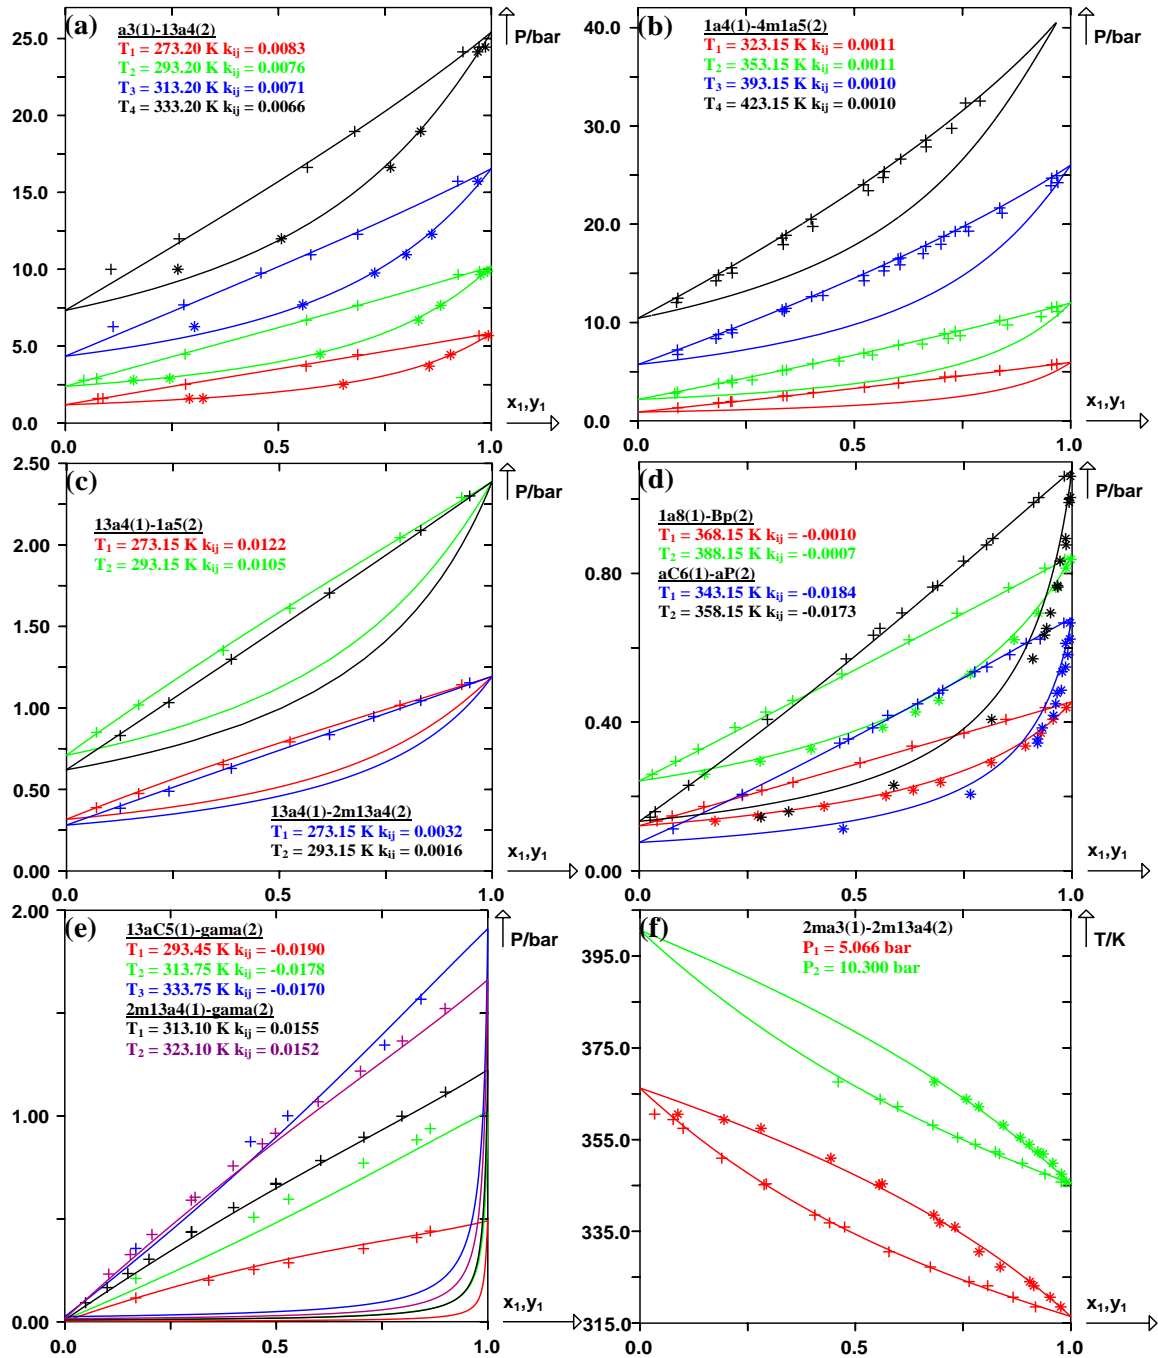 (a)
a3(1)-13a4(2)
T1 = 273.20 K kij = 0.0083
T2 = 293.20 K kij = 0.0076
T3 = 313.20 K kij = 0.0071
T4 = 333.20 K kij = 0.0066
P/bar
25.0
20.0
15.0
10.0
5.0
0.0
x1,y1
0.0 0.5 1.0
(b)
1a4(1)-4m1a5(2)
T1 = 323.15 K kij = 0.0011
T2 = 353.15 K kij = 0.0011
T3 = 393.15 K kij = 0.0010
T4 = 423.15 K kij = 0.0010
P/bar
40.0
30.0
20.0
10.0
0.0
x1,y1
0.0 0.5 1.0
(c)
P/bar
2.50
2.00
1.50
1.00
0.50
0.00
13a4(1)-1a5(2)
T1 = 273.15 K kij = 0.0122
T2 = 293.15 K kij = 0.0105
13a4(1)-2m13a4(2)
T1 = 273.15 K kij = 0.0032
T2 = 293.15 K kij = 0.0016
x1,y1
0.0 0.5 1.0
(d)
P/bar
1a8(1)-Bp(2)
T1 = 368.15 K kij = -0.0010
T2 = 388.15 K kij = -0.0007
aC6(1)-aP(2)
T1 = 343.15 K kij = -0.0184
T2 = 358.15 K kij = -0.0173
0.80
0.40
0.00
x1,y1
0.0 0.5 1.0
(e)
13aC5(1)-gama(2)
T1 = 293.45 K kij = -0.0190
T2 = 313.75 K kij = -0.0178
T3 = 333.75 K kij = -0.0170
2m13a4(1)-gama(2)
T1 = 313.10 K kij = 0.0155
T2 = 323.10 K kij = 0.0152
P/bar
2.00
1.00
0.00
x1,y1
0.0 0.5 1.0
(f)
2ma3(1)-2m13a4(2)
P1 = 5.066 bar
P2 = 10.300 bar
T/K
395.0
375.0
355.0
335.0
315.0
x1,y1
0.0 0.5 1.0